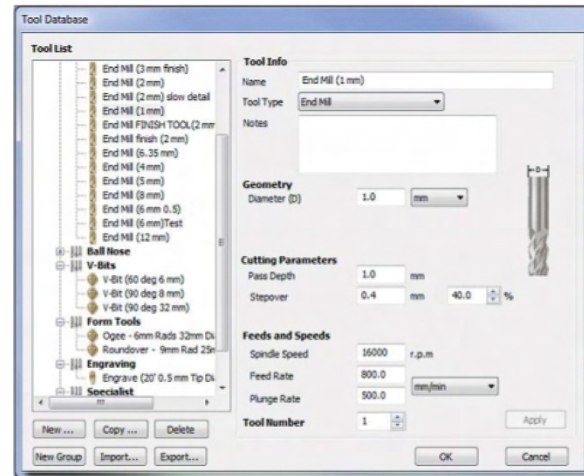 Tool Database
Tool List
End Mill (3 mm finish)
End Mill (2 mm)
End Mill (2 mm) slow detail
End Mill (1 mm)
End Mill FINISH TOOL(2 mm
End Mill finish (2 mm)
End Mill (6.35 mm)
End Mill (4 mm)
End Mill (5 mm)
End Mill (8 mm)
End Mill (6 mm 0.5)
End Mill (6 mm)Test
End Mill (12 mm)
Ball Nose
V-Bits
V-Bit (60 deg 6 mm)
V-Bit (90 deg 8 mm)
V-Bit (90 deg 32 mm)
Form Tools
Ogee - 6mm Rads 32mm Di
Roundover - 9mm Rad 25m
Engraving
Engrave (20° 0.5 mm Tip Di
Specialist
New ... Copy ... Delete
New Group Import... Export...
Tool Info
Name End Mill (1 mm)
Tool Type End Mill
Notes
D
Geometry
Diameter (D) 1.0 mm
Cutting Parameters
Pass Depth 1.0 mm
Stepover 0.4 mm 40.0 %
Feeds and Speeds
Spindle Speed 16000 r.p.m
Feed Rate 800.0
mm/min
Plunge Rate 500.0
Tool Number 1
Apply
OK Cancel